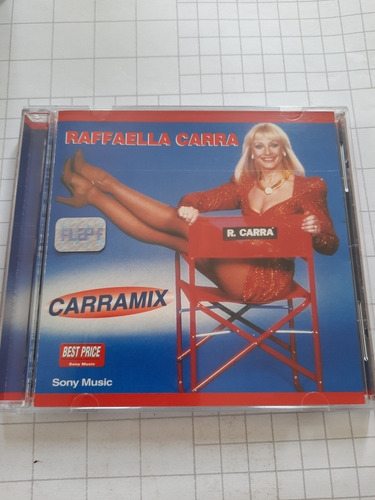 RAFFAELLA CARRA
R. CARRA'
CARRAMIX
BEST PRICE
Sony Music
Sony Music